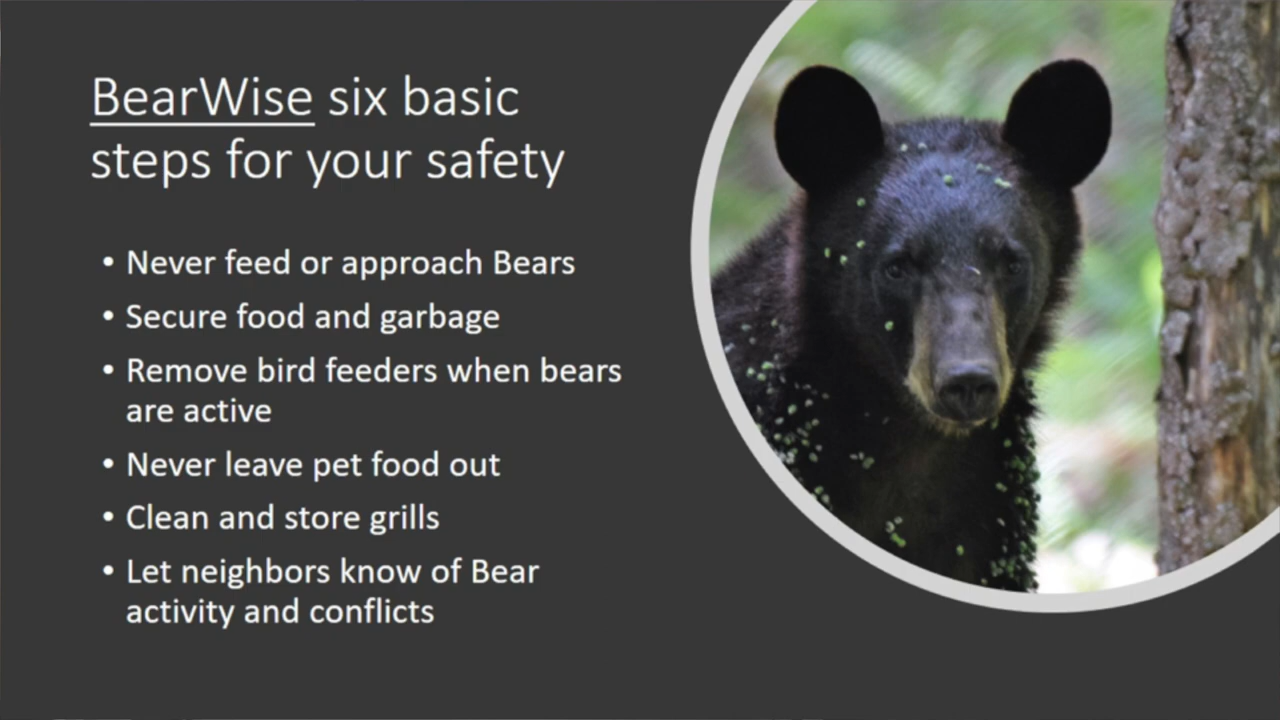 BearWise six basic
steps for your safety
• Never feed or approach Bears
• Secure food and garbage
• Remove bird feeders when bears
are active
• Never leave pet food out
• Clean and store grills
• Let neighbors know of Bear
activity and conflicts